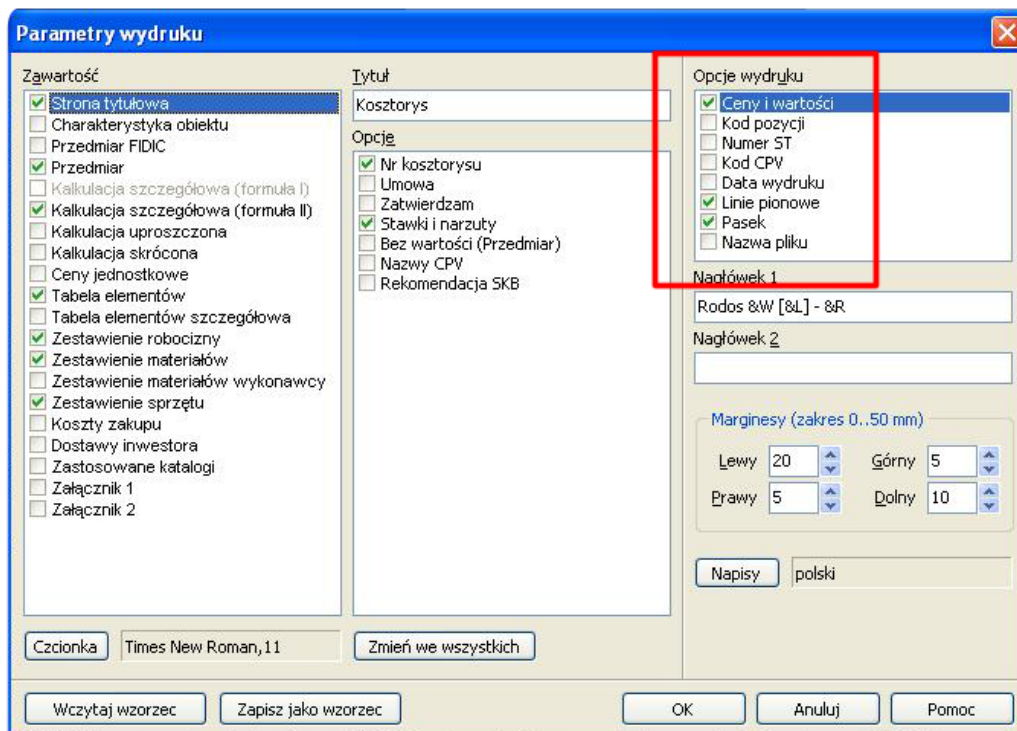 Parametry wydruku
Zawartość
Strona tytułowa
Charakterystyka obiektu
Przedmiar FIDIC
Przedmiar
Kalkulacja szczegółowa (formuła I)
Kalkulacja szczegółowa (formuła II)
Kalkulacja uproszczona
Kalkulacja skrócona
Ceny jednostkowe
Tabela elementów
Tabela elementów szczegółowa
Zestawienie robocizny
Zestawienie materiałów
Zestawienie materiałów wykonawcy
Zestawienie sprzętu
Koszty zakupu
Dostawy inwestora
Zastosowane katalogi
Załącznik 1
Załącznik 2
Czcionka
Times New Roman,11
Tytuł
Kosztorys
Opcje
Nr kosztorysu
Umowa
Zatwierdzam
Stawki i narzuty
Bez wartości (Przedmiar)
Nazwy CPV
Rekomendacja SKB
Zmień we wszystkich
Opcje wydruku
Ceny i wartości
Kod pozycji
Numer ST
Kod CPV
Data wydruku
Linie pionowe
Pasek
Nazwa pliku
Nagłówek 1
Rodos &W [&L] - &R
Nagłówek 2
Marginesy (zakres 0..50 mm)
Lewy 20 Górny 5
Prawy 5 Dolny 10
Napisy polski
Wczytaj wzorzec Zapisz jako wzorzec OK Anuluj Pomoc